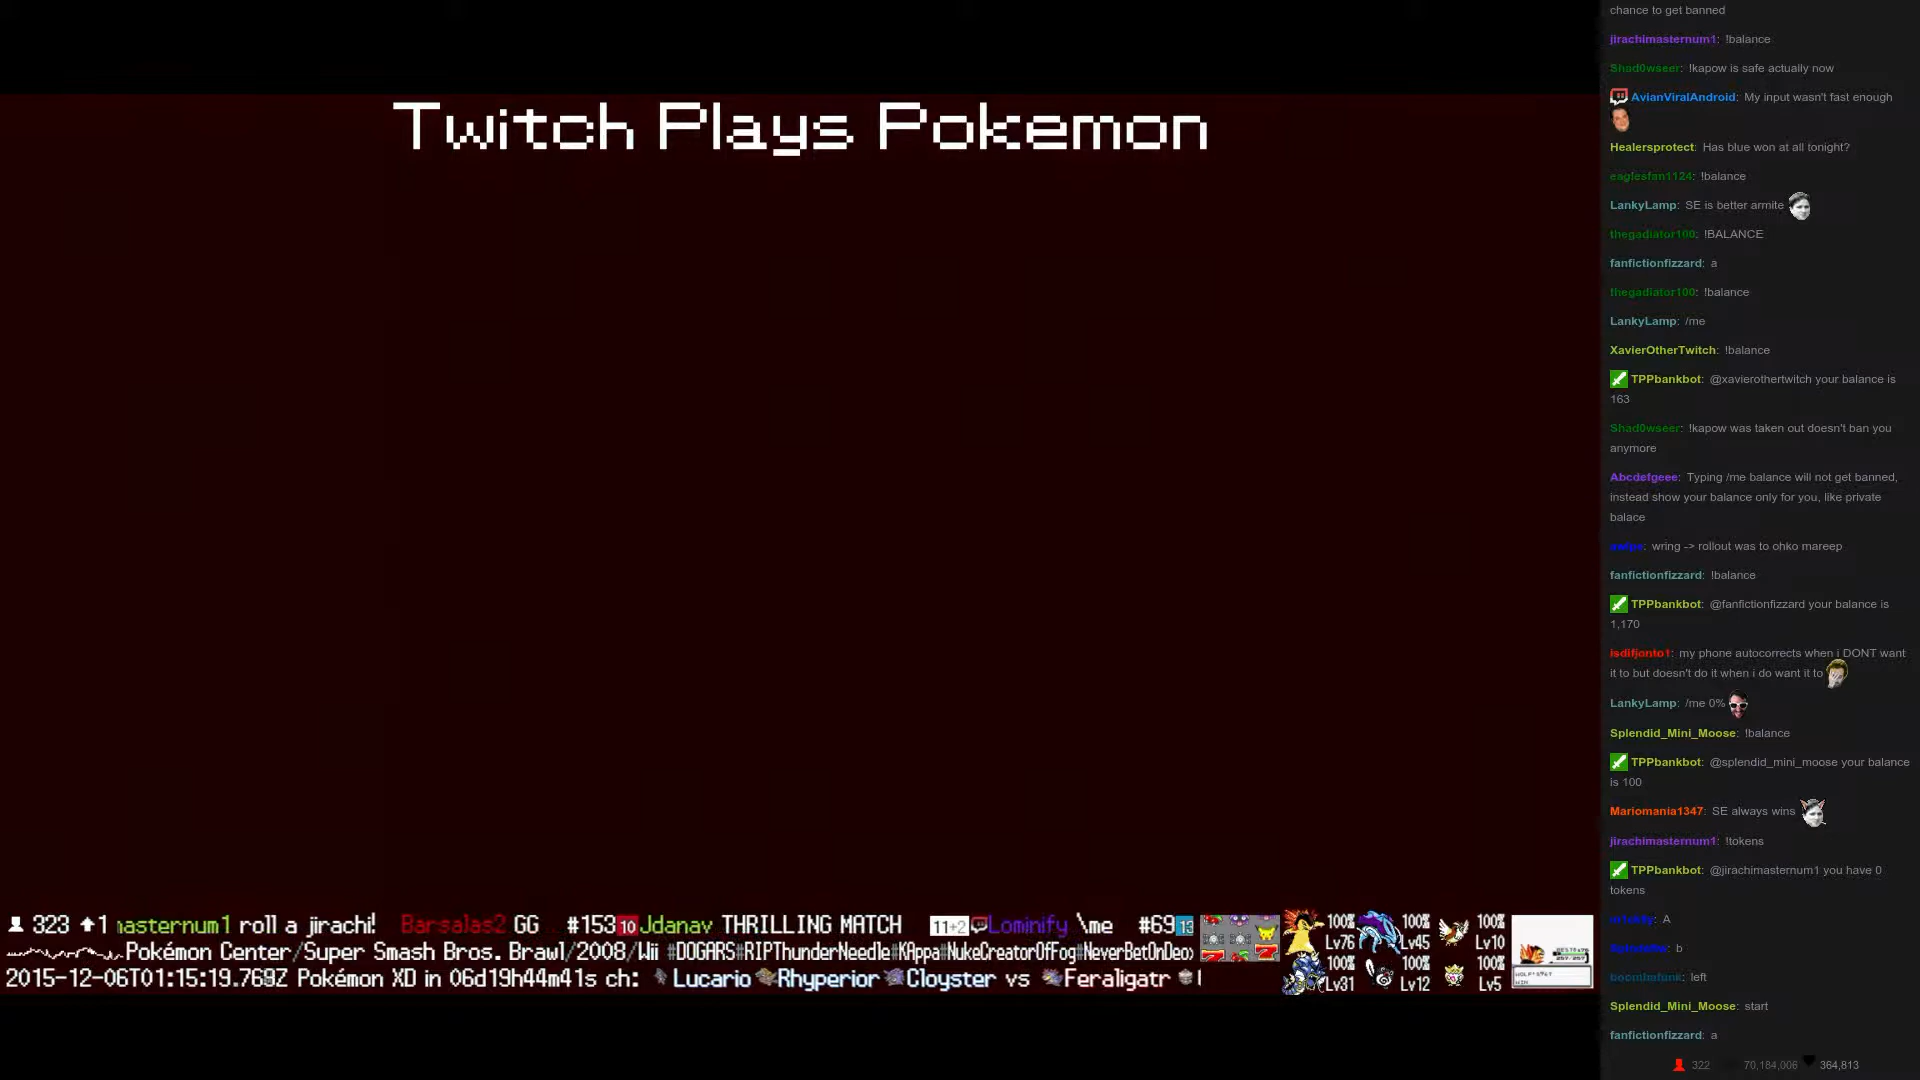 Twitch Plays Pokemon
323 1 nasternum1 roll a jirachi! Barsalas2 GG #153 10 Jdanav THRILLING MATCH 11+2 Lominify \me #69 13
Pokémon Center/Super Smash Bros. Brawl/2008/Wii #DOGARS#RIPThunderNeedle#KAppa#NukeCreatorOfFog#NeverBetOnDeo
2015-12-06T01:15:19.769Z Pokémon XD in 06d19h44m41s ch: Lucario Rhyperior Cloyster vs Feraligatr
100% Lv76 100% Lv45 100% Lv10
100% Lv31 100% Lv12 100% Lv5
chance to get banned
jirachimasternum1: !balance
Shad0wseer: !kapow is safe actually now
AvianViralAndroid: My input wasn't fast enough
Healersprotect: Has blue won at all tonight?
eaglesfan1124: !balance
LankyLamp: SE is better armite
thegadiator100: !BALANCE
fanfictionfizzard: a
thegadiator100: !balance
LankyLamp: /me
XavierOtherTwitch: !balance
TPPbankbot: @xavierothertwitch your balance is
163
Shad0wseer: !kapow was taken out doesn't ban you
anymore
Abcdefgeee: Typing /me balance will not get banned,
instead show your balance only for you, like private
balace
: wring -> rollout was to ohko mareep
fanfictionfizzard: !balance
TPPbankbot: @fanfictionfizzard your balance is
1,170
isdifjonto1: my phone autocorrects when i DONT want
it to but doesn't do it when i do want it to
LankyLamp: /me 0%
Splendid_Mini_Moose: !balance
TPPbankbot: @splendid_mini_moose your balance
is 100
Mariomania1347: SE always wins
jirachimasternum1: !tokens
TPPbankbot: @jirachimasternum1 you have 0
tokens
: A
: b
: left
Splendid_Mini_Moose: start
fanfictionfizzard: a
322 70,184,006 364,813